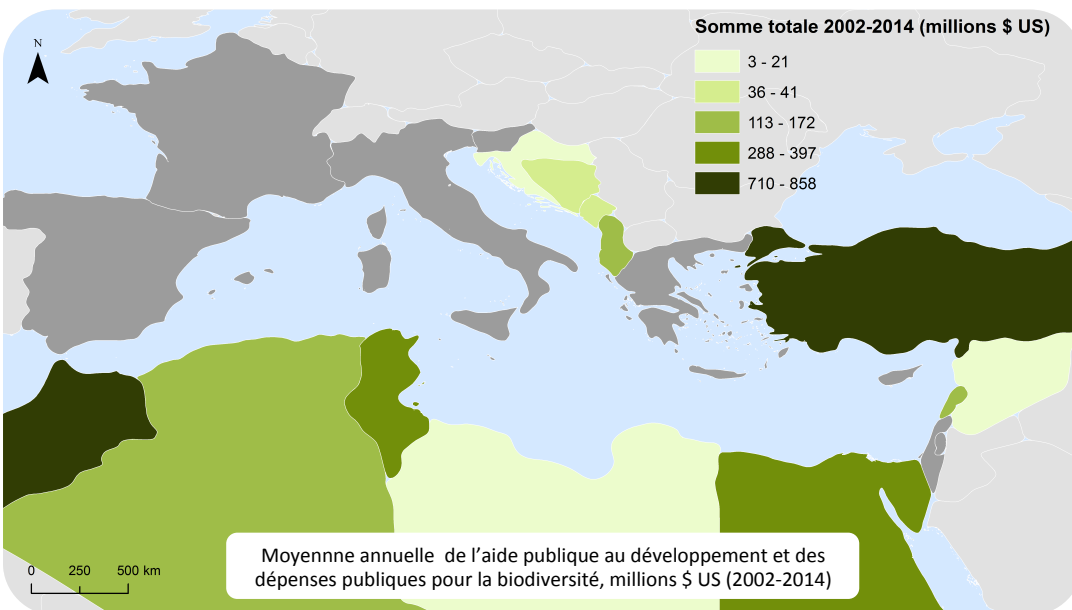 Somme totale 2002-2014 (millions $ US)
N
3 - 21
36 - 41
113 - 172
288 - 397
710 - 858
Moyennne annuelle de l’aide publique au développement et des
dépenses publiques pour la biodiversité, millions $ US (2002-2014)
0 250 500 km